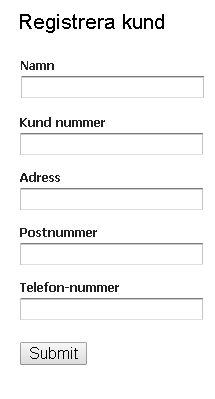 Registrera kund
Namn
Kund nummer
Adress
Postnummer
Telefon-nummer
Submit